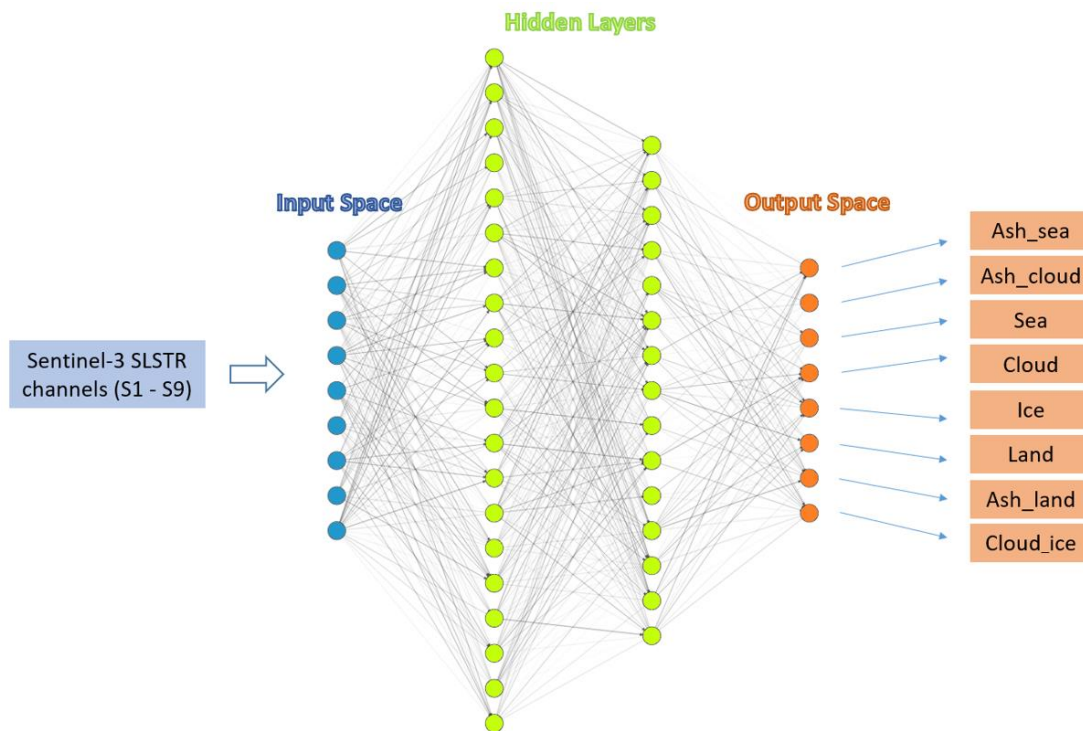 Hidden Layers
Input Space
Output Space
Sentinel-3 SLSTR
channels (S1 - S9)
Ash_sea
Ash_cloud
Sea
Cloud
Ice
Land
Ash_land
Cloud_ice